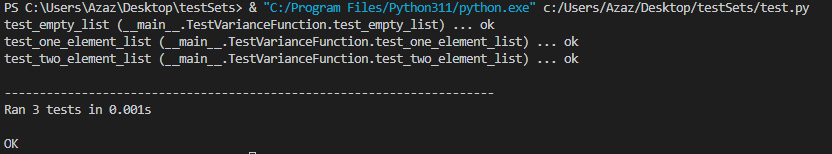 PS C:\Users\Azaz\Desktop\testSets> & "C:/Program Files/Python311/python.exe" c:/Users/Azaz/Desktop/testSets/test.py
test_empty_list (__main__.TestVarianceFunction.test_empty_list) ... ok
test_one_element_list (__main__.TestVarianceFunction.test_one_element_list) ... ok
test_two_element_list (__main__.TestVarianceFunction.test_two_element_list) ... ok
----------------------------------------------------------------------
Ran 3 tests in 0.001s
OK